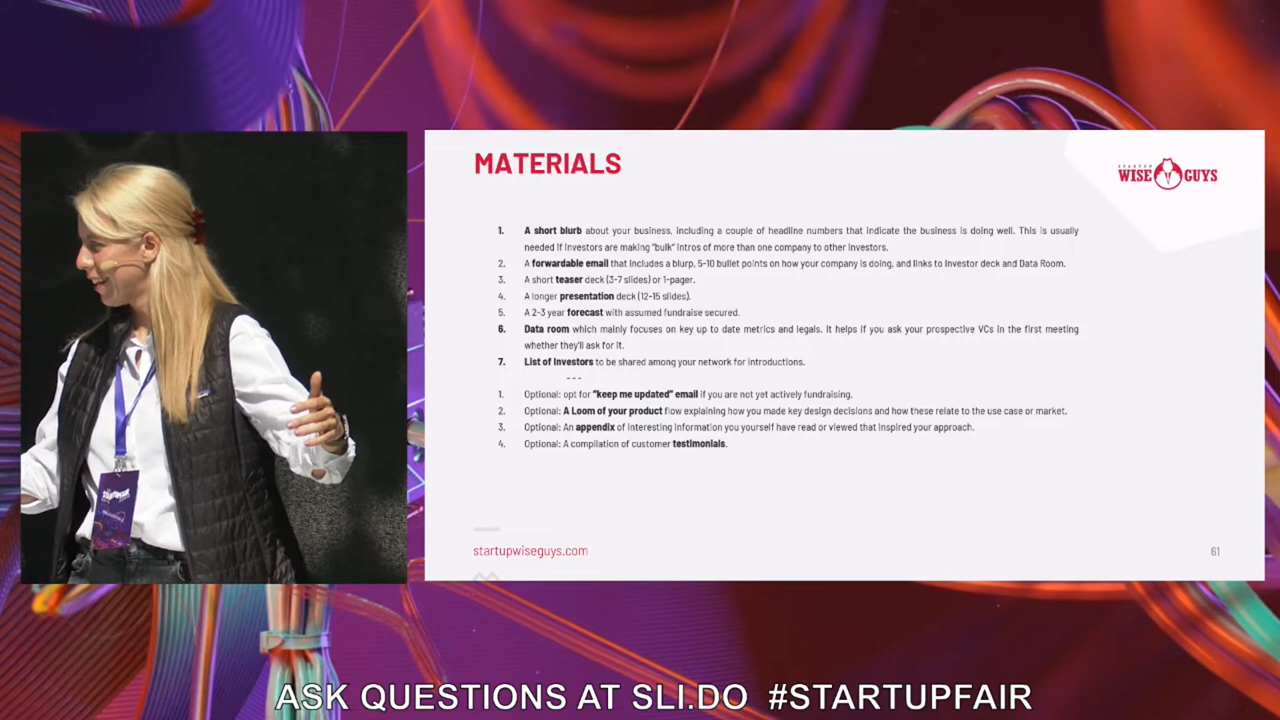 MATERIALS
STARTUP
WISE GUYS
1. A short blurb about your business, including a couple of headline numbers that indicate the business is doing well. This is usually
needed if Investors are making "bulk" intros of more than one company to other Investors.
2. A forwardable email that includes a blurp, 5-10 bullet points on how your company is doing, and links to Investor deck and Data Room.
3. A short teaser deck (3-7 slides) or 1-pager.
4. A longer presentation deck (12-15 slides).
5. A 2-3 year forecast with assumed fundraise secured.
6. Data room which mainly focuses on key up to date metrics and legals. It helps if you ask your prospective VCs in the first meeting
whether they'll ask for it.
7. List of Investors to be shared among your network for introductions.
---
1. Optional: opt for "keep me updated" email if you are not yet actively fundraising.
2. Optional: A Loom of your product flow explaining how you made key design decisions and how these relate to the use case or market.
3. Optional: An appendix of interesting information you yourself have read or viewed that inspired your approach.
4. Optional: A compilation of customer testimonials.
startupwiseguys.com
61
STARTUP FAIR
ASK QUESTIONS AT SLI.DO #STARTUPFAIR